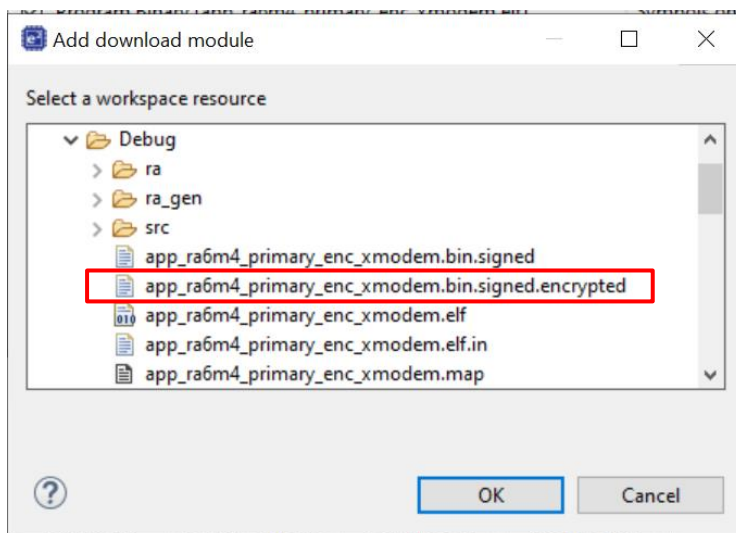 Add download module
Select a workspace resource
Debug
ra
ra_gen
src
app_ra6m4_primary_enc_xmodem.bin.signed
app_ra6m4_primary_enc_xmodem.bin.signed.encrypted
app_ra6m4_primary_enc_xmodem.elf
app_ra6m4_primary_enc_xmodem.elf.in
app_ra6m4_primary_enc_xmodem.map
OK
Cancel